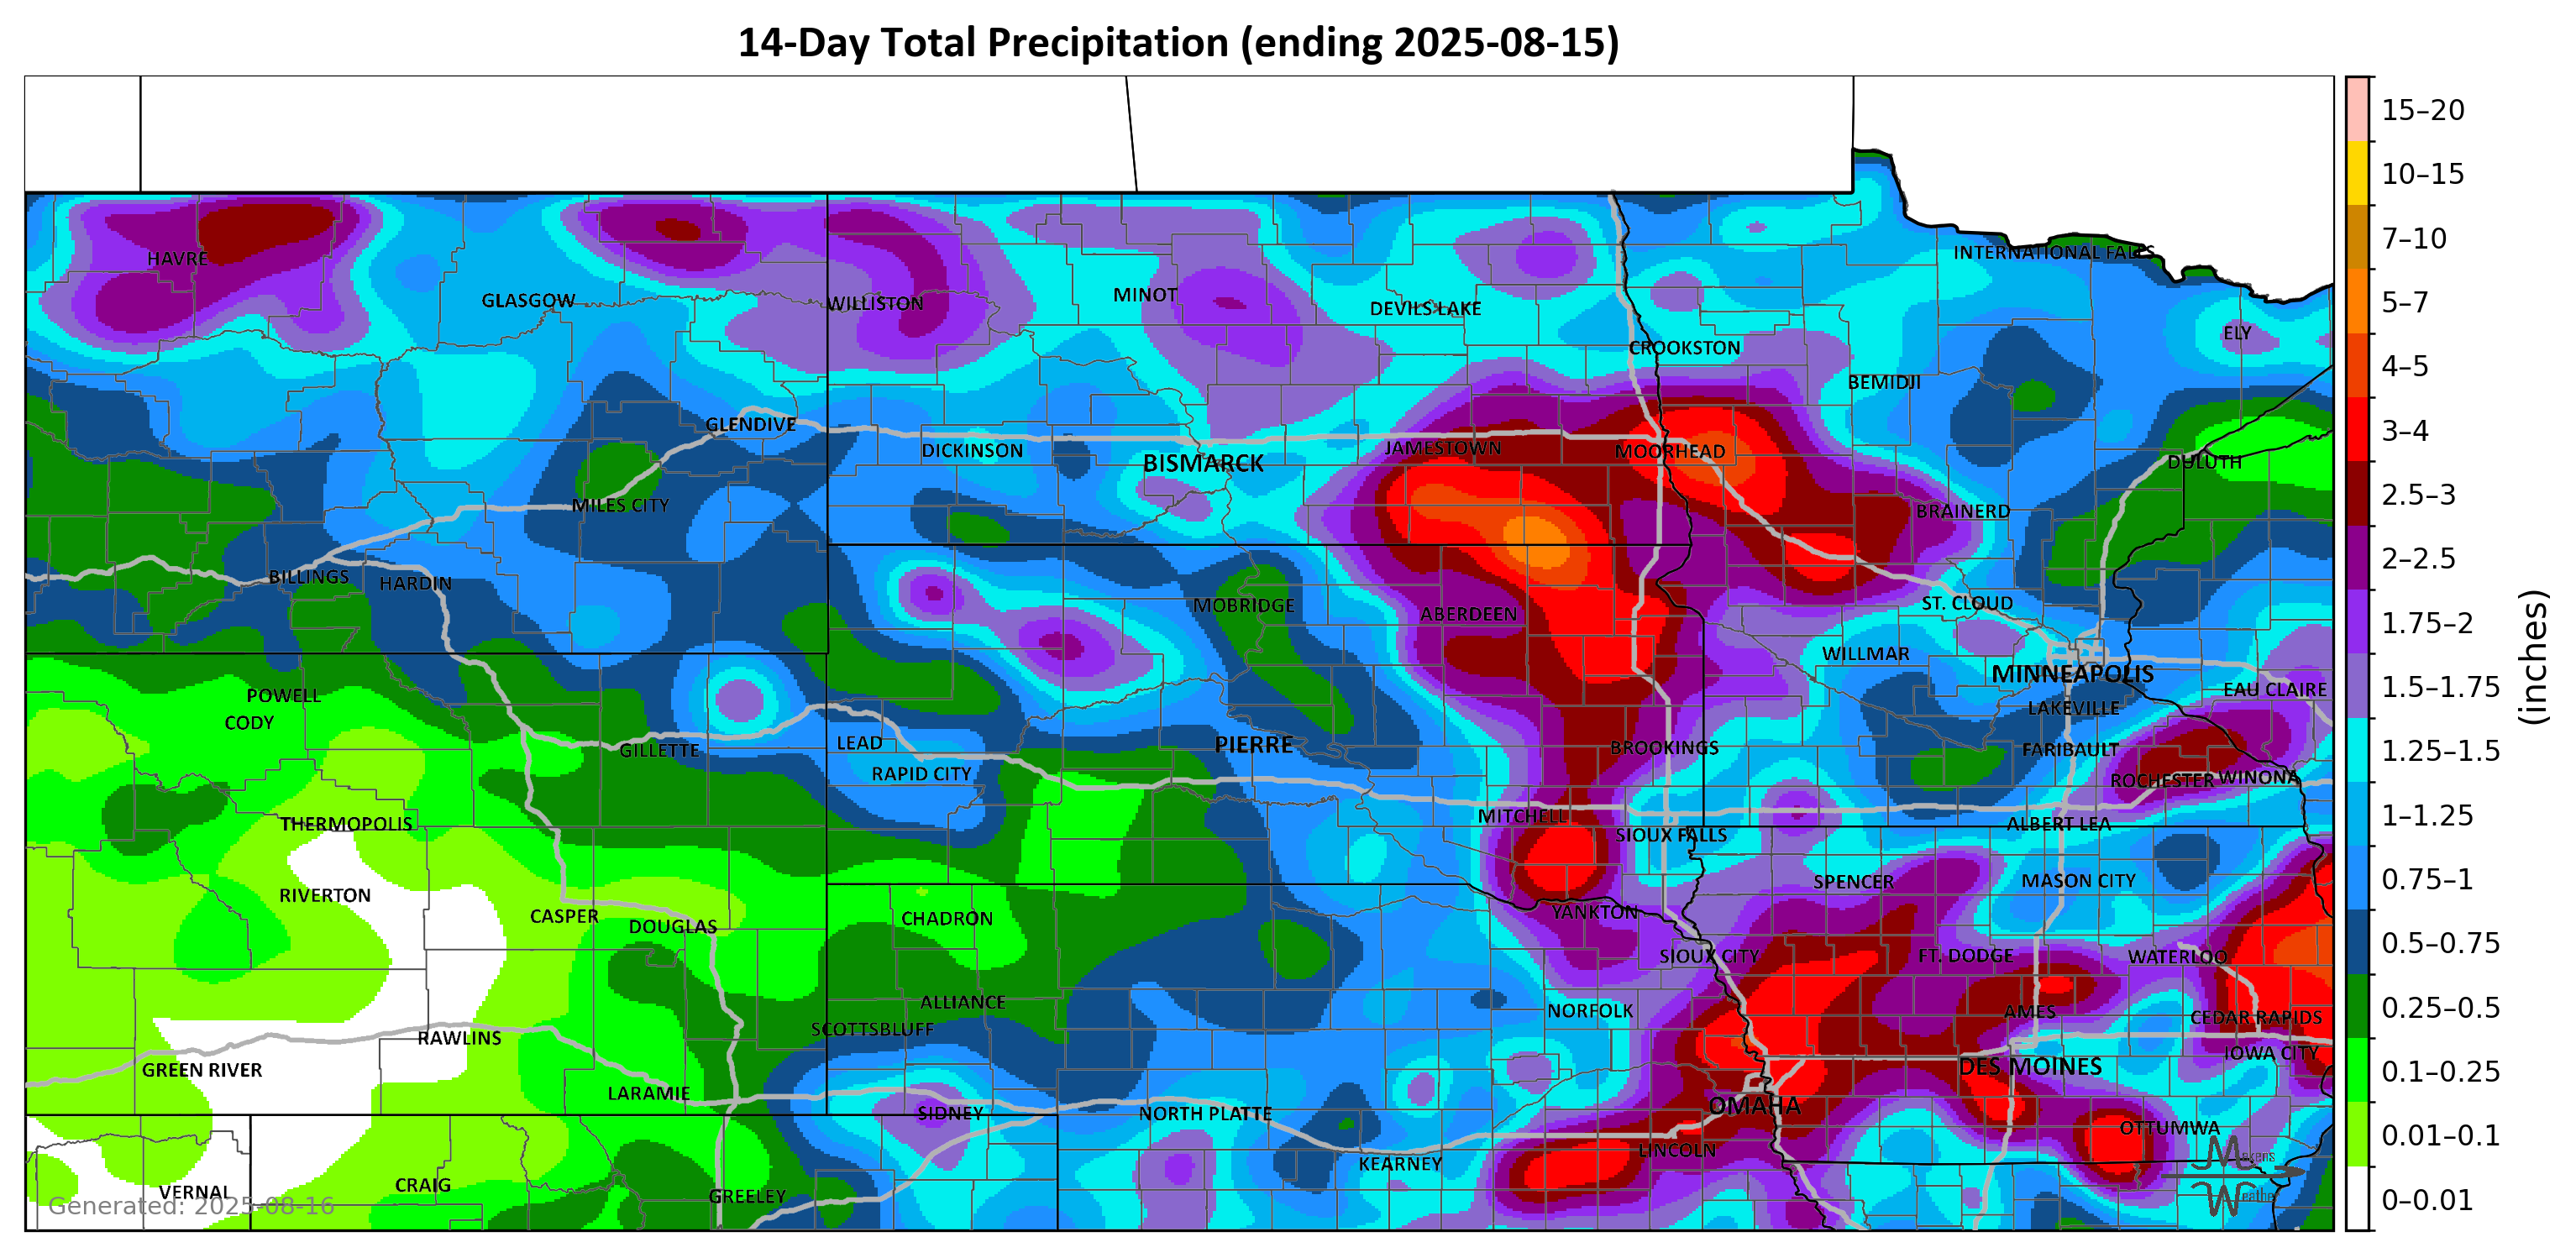 14-Day Total Precipitation (ending 2025-08-15)
15–20
10–15
7–10
5–7
4–5
3–4
2.5–3
2–2.5
1.75–2
1.5–1.75
1.25–1.5
1–1.25
0.75–1
0.5–0.75
0.25–0.5
0.1–0.25
0.01–0.1
0–0.01
(inches)
INTERNATIONAL FALLS
HAVRE
GLASGOW
WILLISTON
MINOT
DEVILS LAKE
ELY
CROOKSTON
BEMIDJI
GLENDIVE
DICKINSON
BISMARCK
JAMESTOWN
MOORHEAD
DULUTH
MILES CITY
BRAINERD
BILLINGS
HARDIN
MOBRIDGE
ABERDEEN
ST. CLOUD
WILLMAR
MINNEAPOLIS
EAU CLAIRE
POWELL
CODY
LAKEVILLE
GILLETTE
LEAD
PIERRE
BROOKINGS
FARIBAULT
RAPID CITY
ROCHESTER
WINONA
THERMOPOLIS
MITCHELL
SIOUX FALLS
ALBERT LEA
RIVERTON
SPENCER
MASON CITY
CASPER
DOUGLAS
CHADRON
YANKTON
SIOUX CITY
FT. DODGE
WATERLOO
ALLIANCE
NORFOLK
AMES
CEDAR RAPIDS
SCOTTSBLUFF
RAWLINS
GREEN RIVER
DES MOINES
IOWA CITY
LARAMIE
SIDNEY
NORTH PLATTE
OMAHA
OTTUMWA
LINCOLN
KEARNEY
VERNAL
CRAIG
GREELEY
Generated: 2025-08-16
Makens
Weather